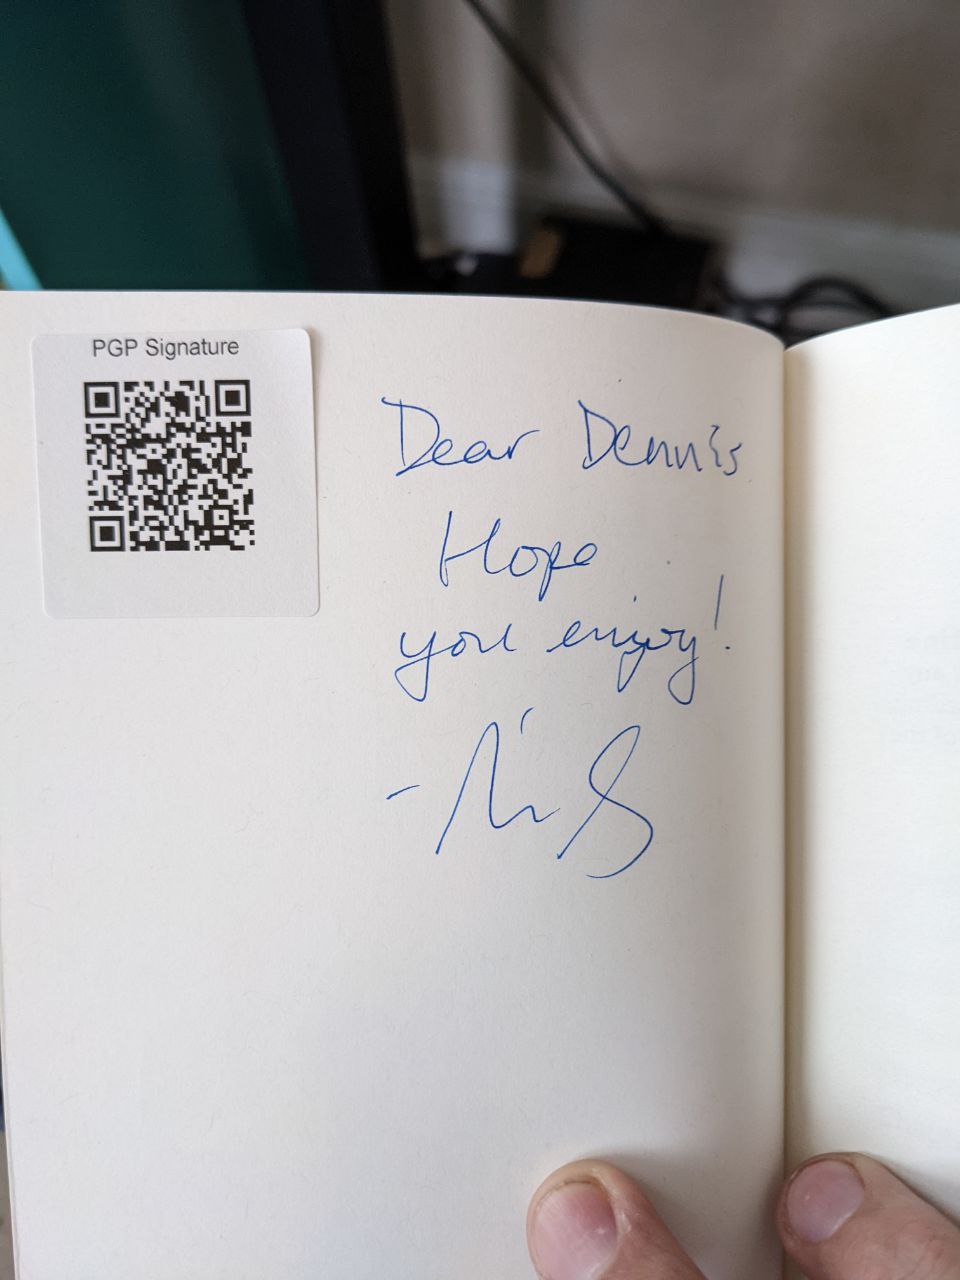 PGP Signature
Dear Dennis
Hope
you enjoy!